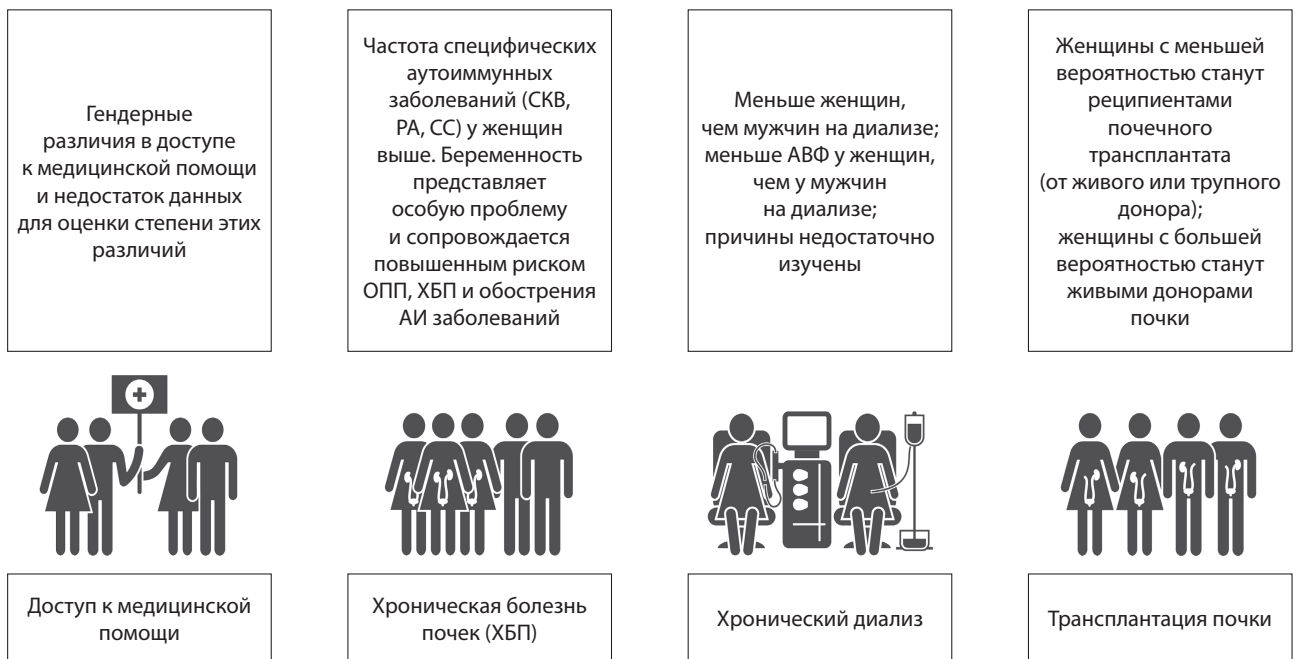 Гендерные
различия в доступе
к медицинской помощи
и недостаток данных
для оценки степени этих
различий
Частота специфических
аутоиммунных
заболеваний (СКВ,
РА, СС) у женщин
выше. Беременность
представляет
особую проблему
и сопровождается
повышенным риском
ОПП, ХБП и обострения
АИ заболеваний
Меньше женщин,
чем мужчин на диализе;
меньше АВФ у женщин,
чем у мужчин
на диализе;
причины недостаточно
изучены
Женщины с меньшей
вероятностью станут
реципиентами
почечного
трансплантата
(от живого или трупного
донора);
женщины с большей
вероятностью станут
живыми донорами
почки
Доступ к медицинской
помощи
Хроническая болезнь
почек (ХБП)
Хронический диализ
Трансплантация почки